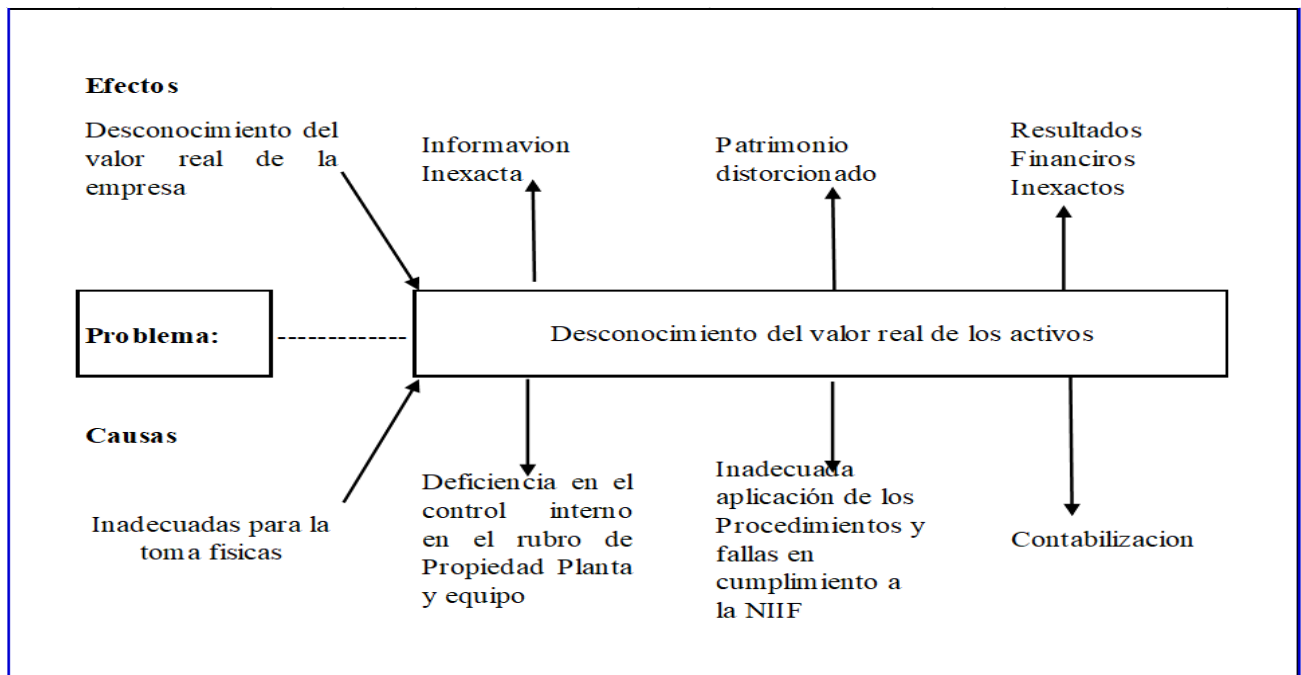 Efectos
Desconocimiento del
valor real de la
empresa
Informavion
Inexacta
Patrimonio
distorcionado
Resultados
Financiros
Inexactos
Problema:
-------------
Desconocimiento del valor real de los activos
Causas
Inadecuadas para la
toma fisicas
Deficiencia en el
control interno
en el rubro de
Propiedad Planta
y equipo
Inadecuada
aplicación de los
Procedimientos y
fallas en
cumplimiento a
la NIIF
Contabilizacion